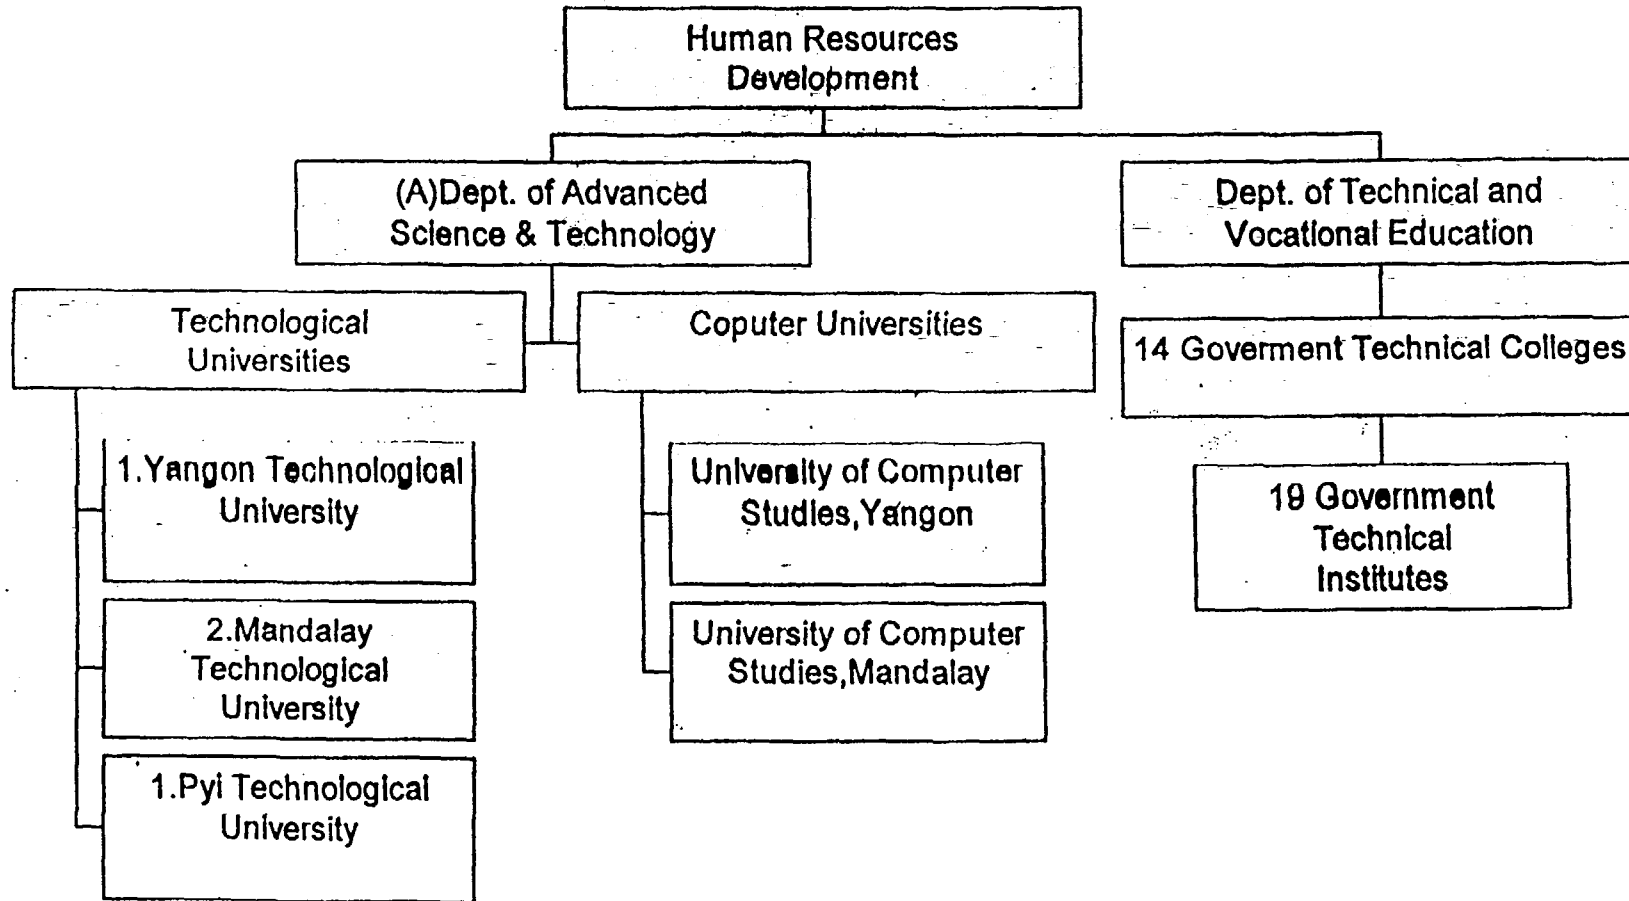 Human Resources
Development
(A)Dept. of Advanced
Science & Technology
Dept. of Technical and
Vocational Education
Technological
Universities
Coputer Universities
14 Goverment Technical Colleges
1.Yangon Technological
University
University of Computer
Studies,Yangon
19 Government
Technical
Institutes
2.Mandalay
Technological
University
University of Computer
Studies,Mandalay
1.Pyi Technological
University